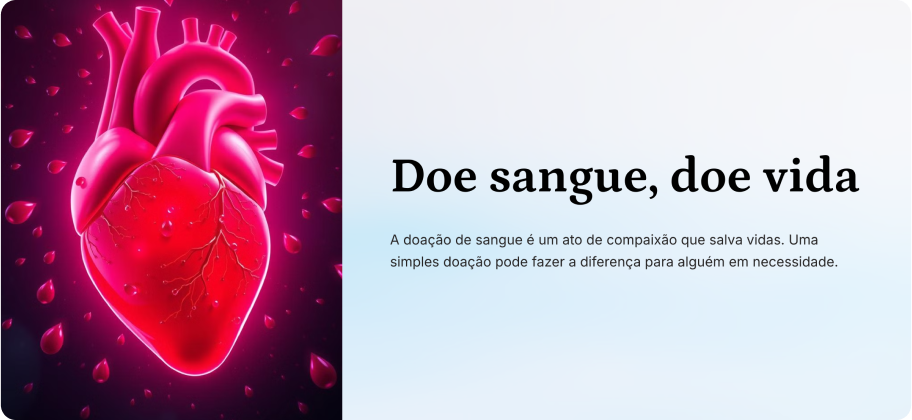 Doe sangue, doe vida
A doação de sangue é um ato de compaixão que salva vidas. Uma
simples doação pode fazer a diferença para alguém em necessidade.